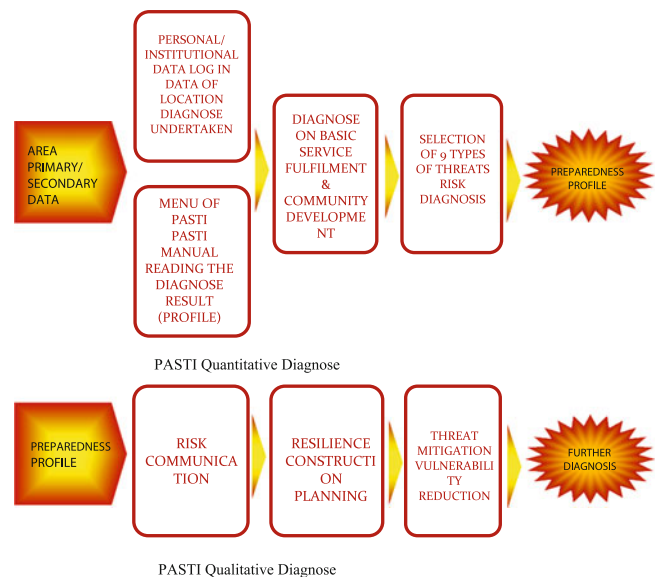 AREA
PRIMARY/
SECONDARY
DATA
PERSONAL/
INSTITUTIONAL
DATA LOG IN
DATA OF
LOCATION
DIAGNOSE
UNDERTAKEN
MENU OF
PASTI
PASTI
MANUAL
READING THE
DIAGNOSE
RESULT
(PROFILE)
DIAGNOSE
ON BASIC
SERVICE
FULFILMENT
&
COMMUNITY
DEVELOPME
NT
SELECTION
OF 9 TYPES
OF THREATS
RISK
DIAGNOSIS
PREPAREDNESS
PROFILE
PASTI Quantitative Diagnose
PREPAREDNESS
PROFILE
RISK
COMMUNICA
TION
RESILIENCE
CONSTRUCTI
ON
PLANNING
THREAT
MITIGATION
VULNERABILI
TY
REDUCTION
FURTHER
DIAGNOSIS
PASTI Qualitative Diagnose